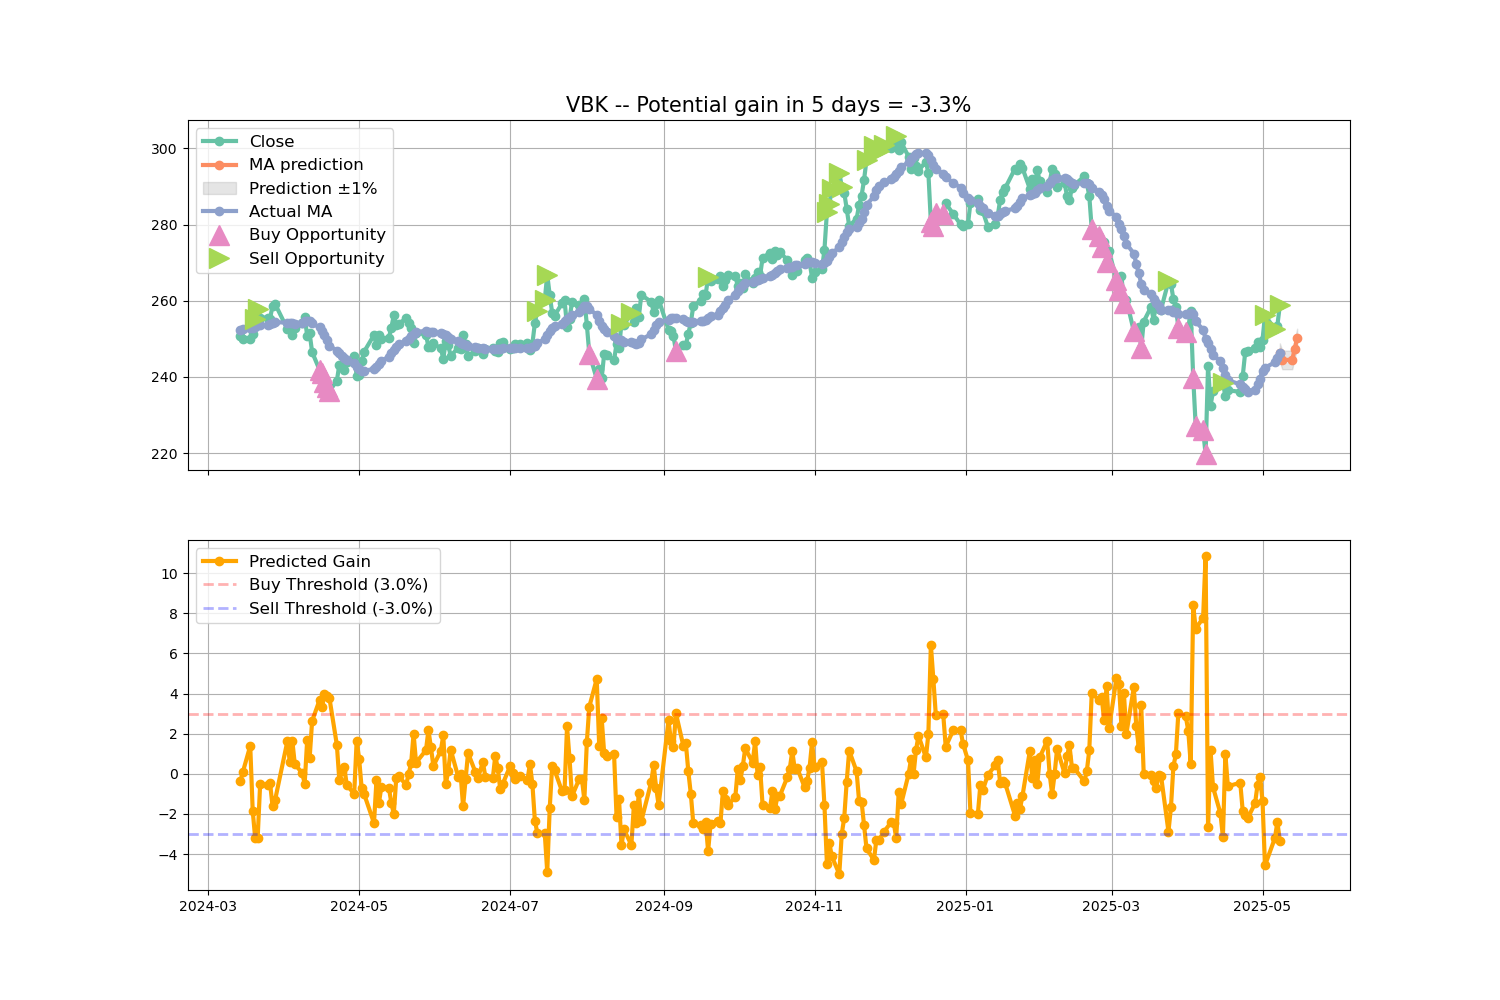 VBK -- Potential gain in 5 days = -3.3%
300
280
260
240
220
Close
MA prediction
Prediction ±1%
Actual MA
Buy Opportunity
Sell Opportunity
10
8
6
4
2
0
−2
−4
Predicted Gain
Buy Threshold (3.0%)
Sell Threshold (-3.0%)
2024-03
2024-05
2024-07
2024-09
2024-11
2025-01
2025-03
2025-05